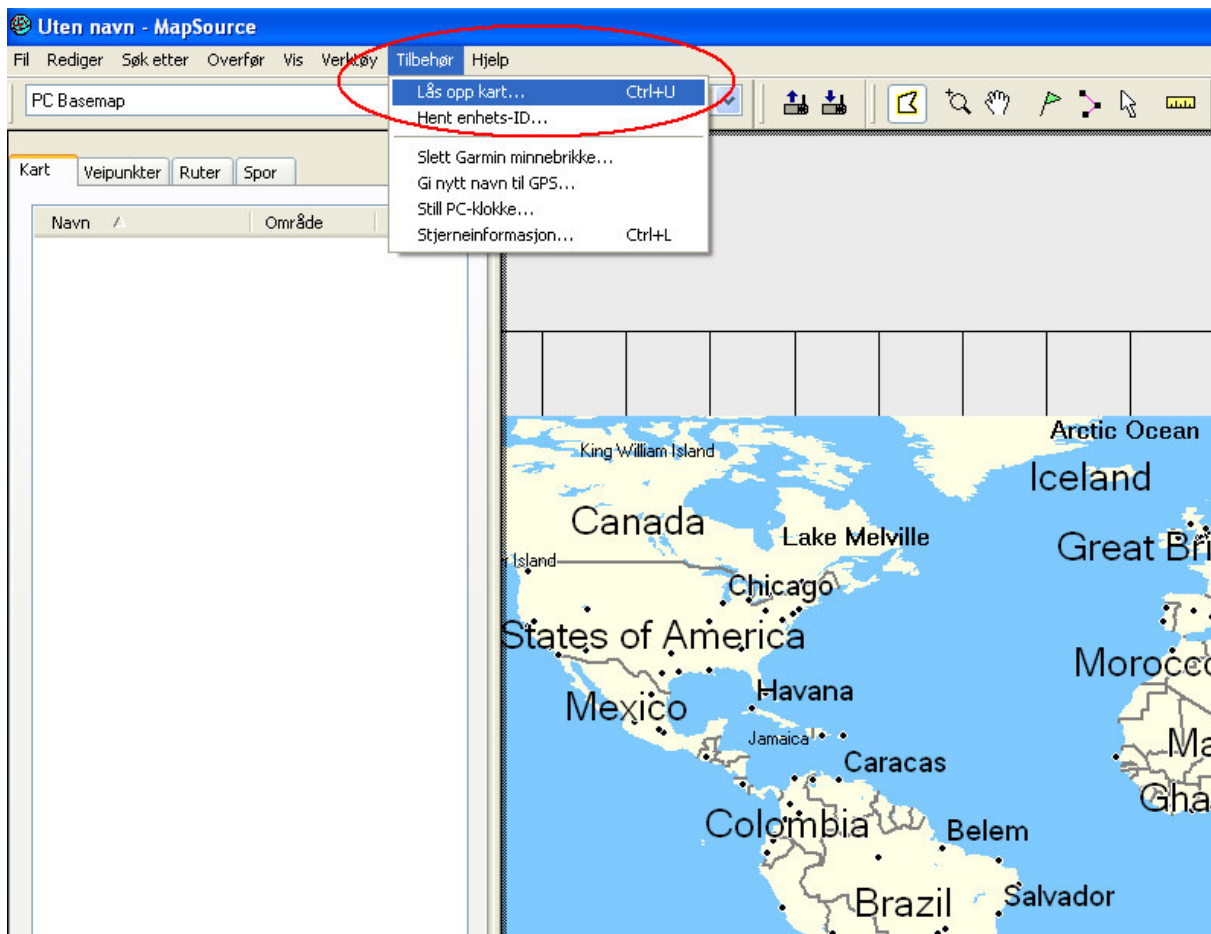 Uten navn - MapSource
Fil Rediger Søk etter Overfør Vis Verktøy Tilbehør Hjelp
PC Basemap
Lås opp kart... Ctrl+U
Hent enhets-ID...
Slett Garmin minnebrikke...
Gi nytt navn til GPS...
Still PC-klokke...
Stjerneinformasjon... Ctrl+L
Kart Veipunkter Ruter Spor
Navn Område
Arctic Ocean
King William Island
Iceland
Canada
Lake Melville
Great Bri
r Island
Chicago
States of America
Morocco
Havana
Mexico
Jamaica
Ma
Caracas
Gha
Colombia
Belem
Salvador
Brazil